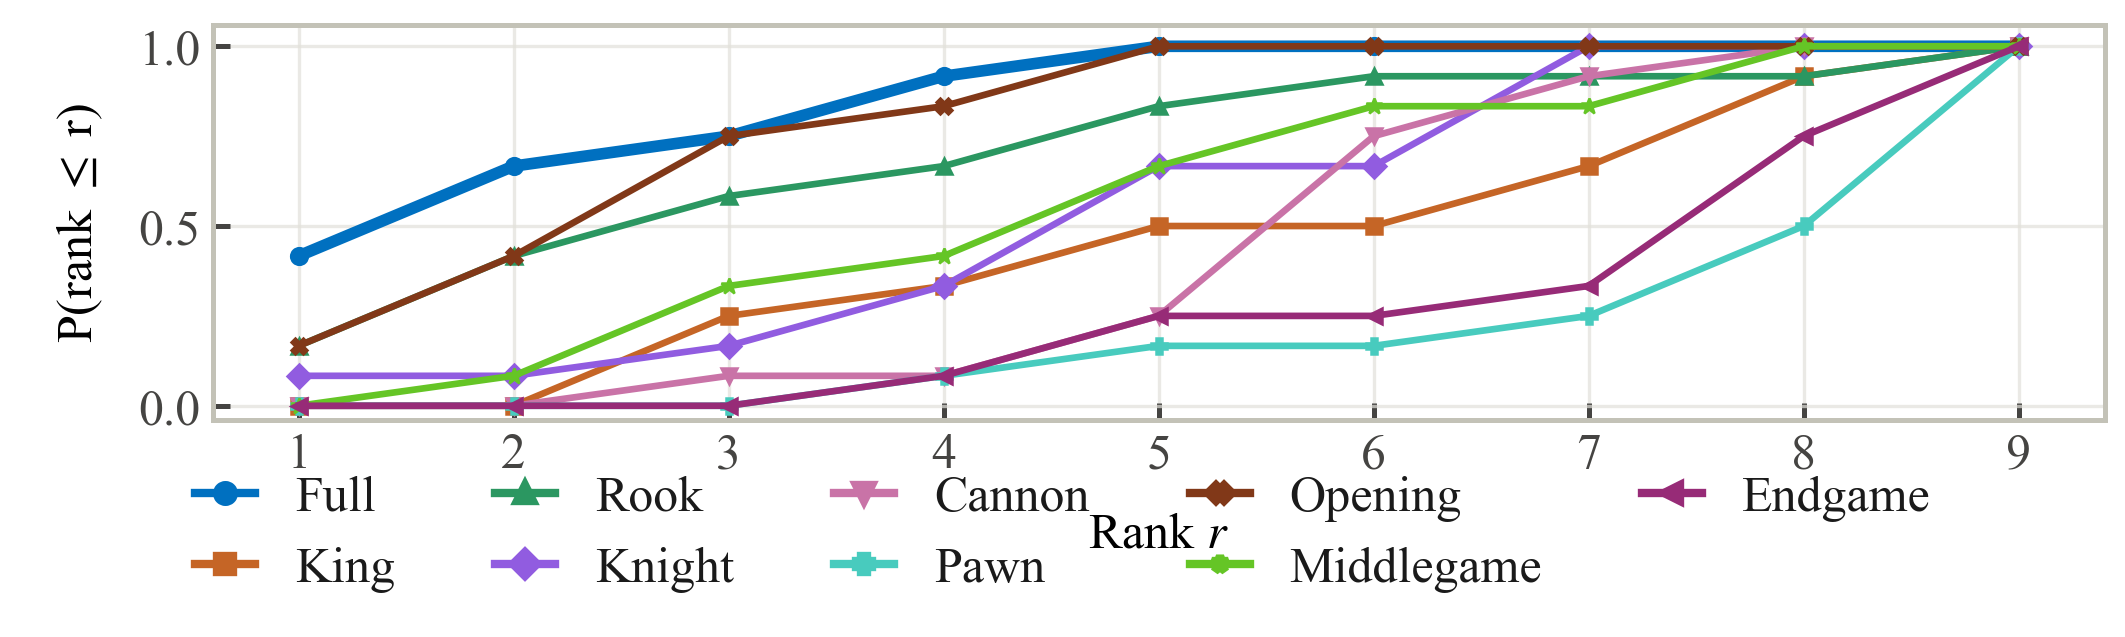 1.0
0.5
0.0
P(rank ≤ r)
1 2 3 4 5 6 7 8 9
Full Rook Cannon Opening Endgame
Rank r
King Knight Pawn Middlegame